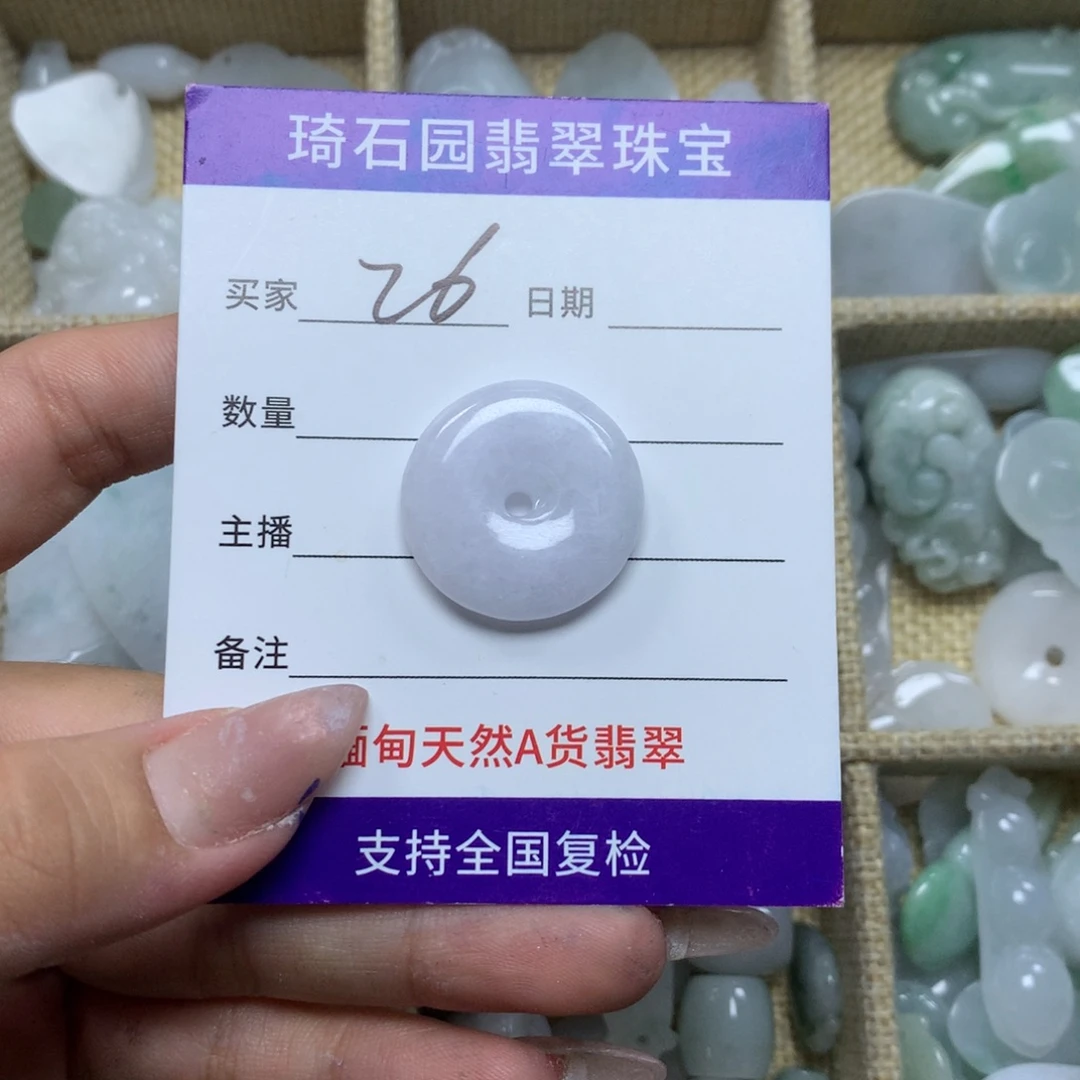 琦石园翡翠珠宝
买家 26 日期
数量
主播
备注
缅甸天然A货翡翠
支持全国复检